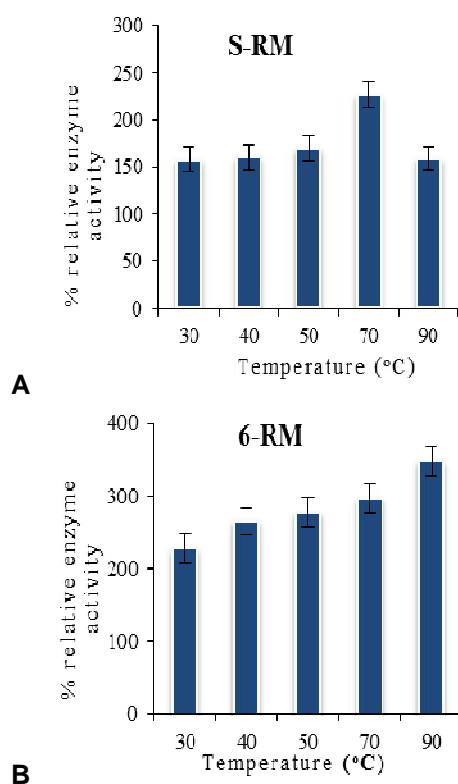 S-RM
% relative enzyme
activity
300
250
200
150
100
50
0
30 40 50 70 90
Temperature (°C)
A
6-RM
% relative enzyme
activity
400
300
200
100
0
30 40 50 70 90
Temperature (°C)
B